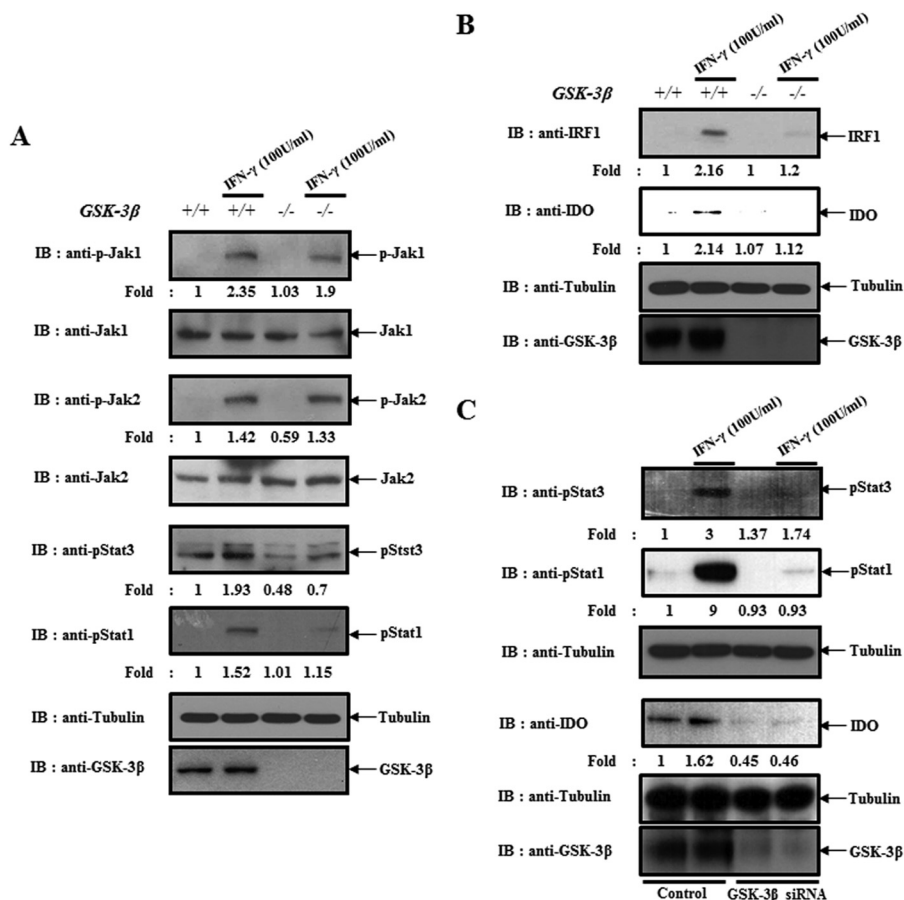 A
IFN-γ (100U/ml) IFN-γ (100U/ml)
GSK-3β +/+ +/+ -/- -/-
IB : anti-p-Jak1 p-Jak1
Fold : 1 2.35 1.03 1.9
IB : anti-Jak1 Jak1
IB : anti-p-Jak2 p-Jak2
Fold : 1 1.42 0.59 1.33
IB : anti-Jak2 Jak2
IB : anti-pStat3 pStst3
Fold : 1 1.93 0.48 0.7
IB : anti-pStat1 pStat1
Fold : 1 1.52 1.01 1.15
IB : anti-Tubulin Tubulin
IB : anti-GSK-3β GSK-3β
B
IFN-γ (100U/ml) IFN-γ (100U/ml)
GSK-3β +/+ +/+ -/- -/-
IB : anti-IRF1 IRF1
Fold : 1 2.16 1 1.2
IB : anti-IDO IDO
Fold : 1 2.14 1.07 1.12
IB : anti-Tubulin Tubulin
IB : anti-GSK-3β GSK-3β
C
IFN-γ (100U/ml) IFN-γ (100U/ml)
IB : anti-pStat3 pStat3
Fold : 1 3 1.37 1.74
IB : anti-pStat1 pStat1
Fold : 1 9 0.93 0.93
IB : anti-Tubulin Tubulin
IB : anti-IDO IDO
Fold : 1 1.62 0.45 0.46
IB : anti-Tubulin Tubulin
IB : anti-GSK-3β GSK-3β
Control GSK-3β siRNA